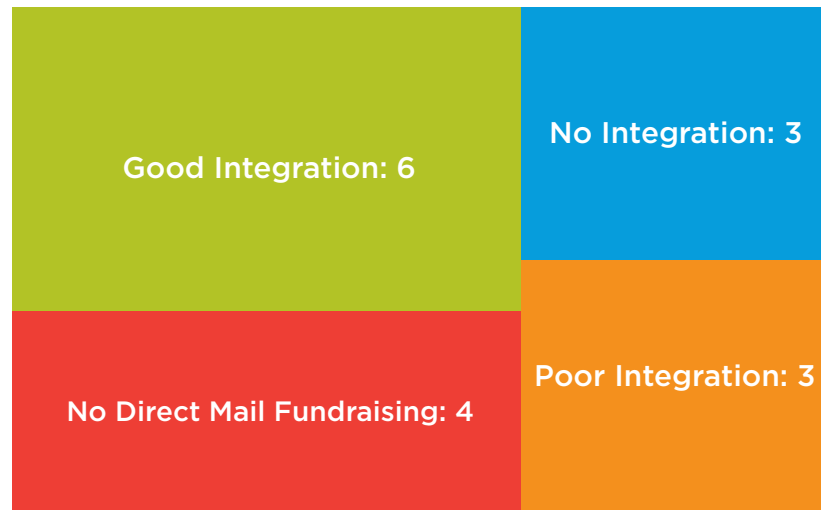 Good Integration: 6
No Integration: 3
No Direct Mail Fundraising: 4
Poor Integration: 3